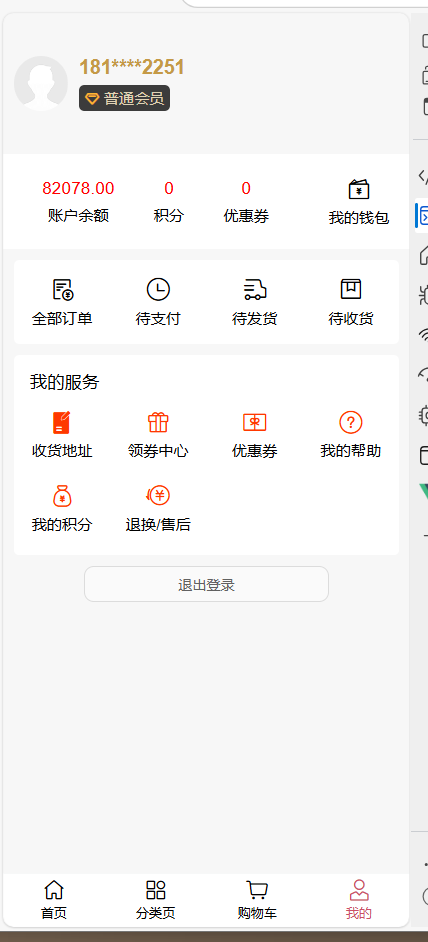 181****2251
普通会员
82078.00 0 0
账户余额 积分 优惠券 我的钱包
全部订单 待支付 待发货 待收货
我的服务
收货地址 领券中心 优惠券 我的帮助
我的积分 退换/售后
退出登录
首页 分类页 购物车 我的